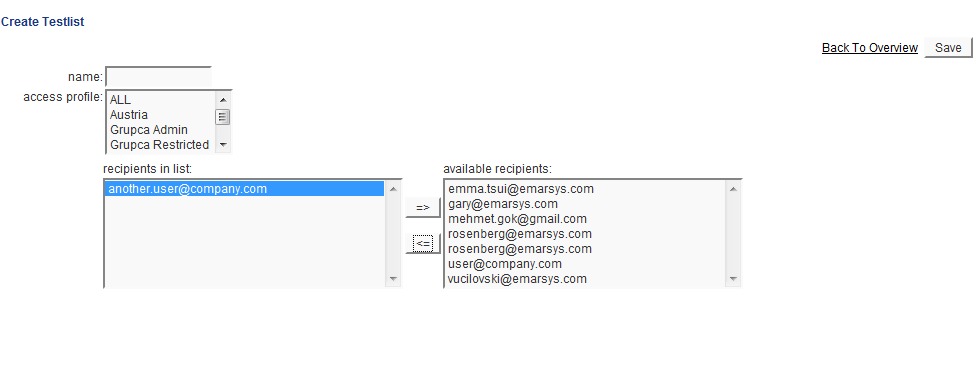 Create Testlist
Back To Overview Save
name:
access profile: ALL
Austria
Grupca Admin
Grupca Restricted
recipients in list:
another.user@company.com
=>
<=
available recipients:
emma.tsui@emarsys.com
gary@emarsys.com
mehmet.gok@gmail.com
rosenberg@emarsys.com
rosenberg@emarsys.com
user@company.com
vucilovski@emarsys.com